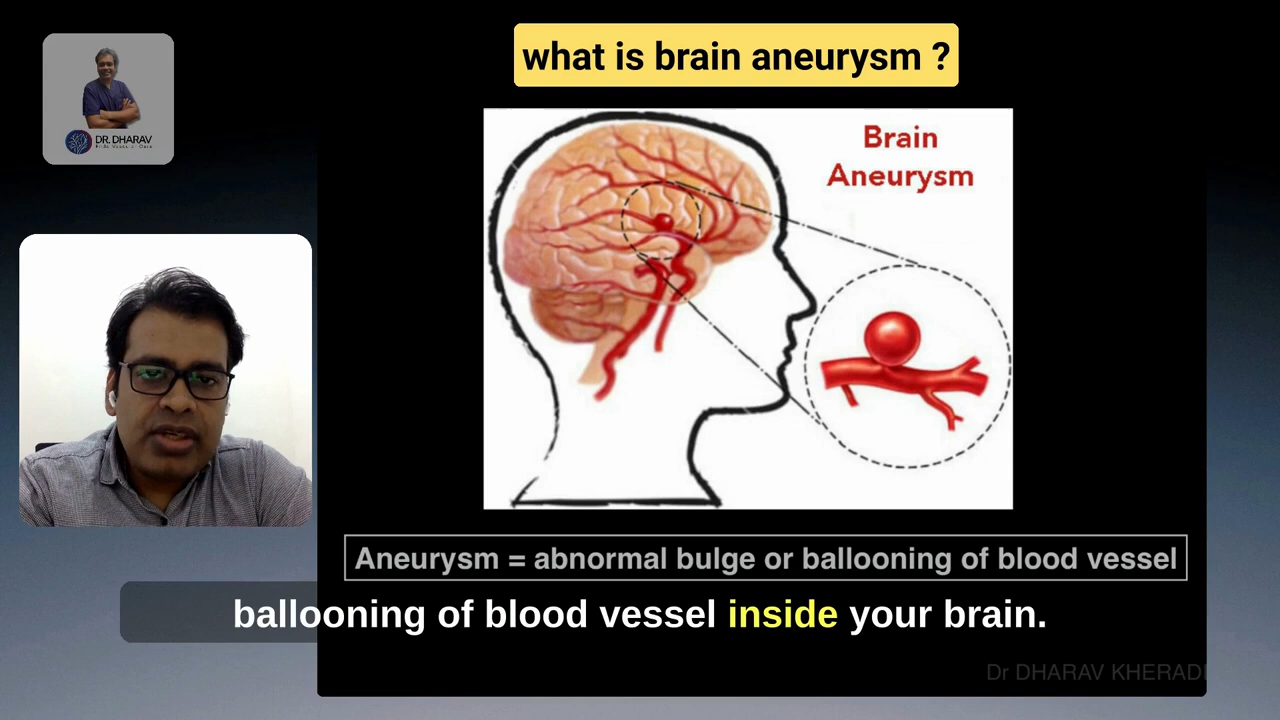 what is brain aneurysm ?
DR. DHARAV
Brain
Aneurysm
Aneurysm = abnormal bulge or ballooning of blood vessel
ballooning of blood vessel inside your brain.
Dr DHARAV KHERADI